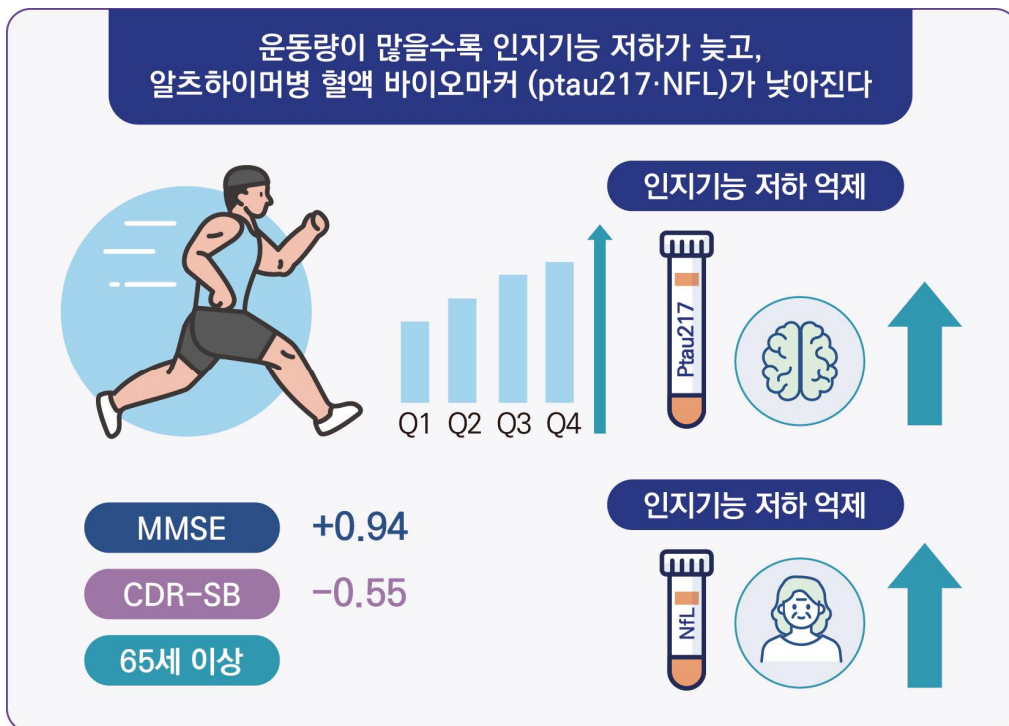 운동량이 많을수록 인지기능 저하가 늦고,
알츠하이머병 혈액 바이오마커 (ptau217·NFL)가 낮아진다
인지기능 저하 억제
Ptau217
Q1 Q2 Q3 Q4
인지기능 저하 억제
NfL
MMSE +0.94
CDR-SB -0.55
65세 이상